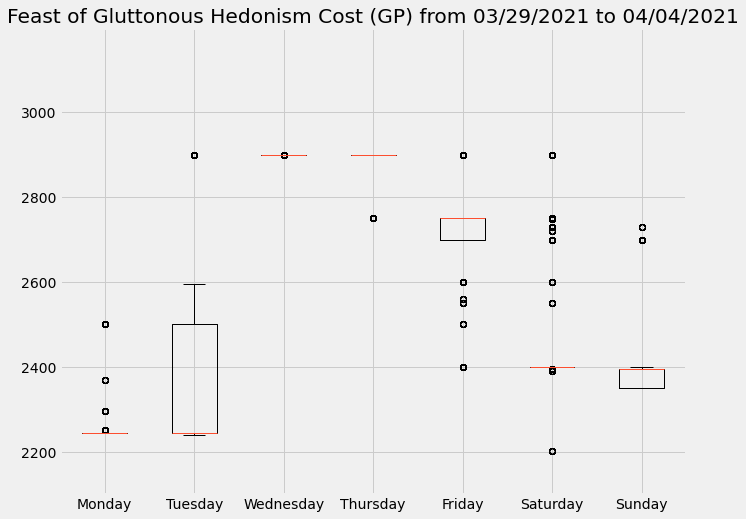 Feast of Gluttonous Hedonism Cost (GP) from 03/29/2021 to 04/04/2021
3000
2800
2600
2400
2200
Monday Tuesday Wednesday Thursday Friday Saturday Sunday